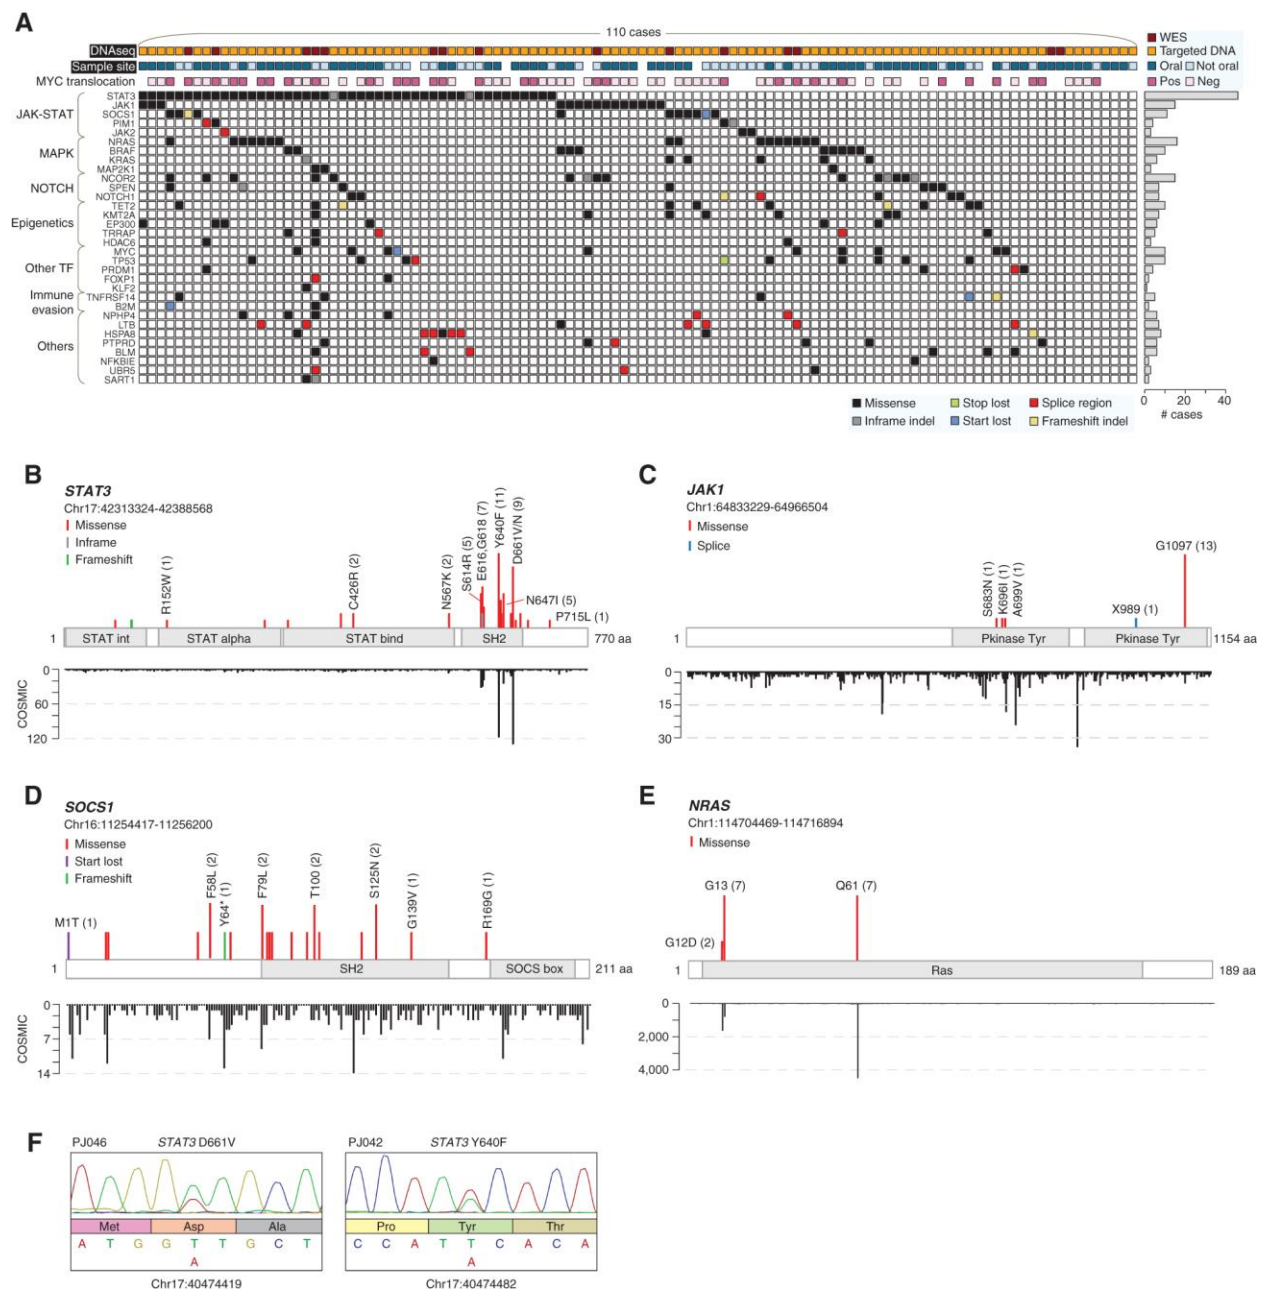 A
110 cases
DNAseq
Sample site
MYC translocation
WES
Targeted DNA
Oral
Not oral
Pos
Neg
JAK-STAT
MAPK
NOTCH
Epigenetics
Other TF
Immune evasion
Others
STAT3
JAK1
SOCS1
PIM1
JAK2
NRAS
BRAF
KRAS
MAP2K1
NCOR2
SPEN
NOTCH1
TET2
KMT2A
EP300
TRRAP
HDAC6
MYC
TP53
PRDM1
FOXP1
KLF2
TNFRSF14
B2M
NPHP4
LTB
HSPA8
PTPRD
BLM
NFKBIE
UBR5
SART1
0 20 40
# cases
Missense
Stop lost
Splice region
Inframe indel
Start lost
Frameshift indel
B
STAT3
Chr17:42313324-42388568
Missense
Inframe
Frameshift
R152W (1)
C426R (2)
N567K (2)
S614R (5)
E616,G618 (7)
Y640F (11)
D661V/N (9)
N647I (5)
P715L (1)
1
STAT int
STAT alpha
STAT bind
SH2
770 aa
COSMIC
0
60
120
C
JAK1
Chr1:64833229-64966504
Missense
Splice
S683N (1)
K696I (1)
A699V (1)
X989 (1)
G1097 (13)
1
Pkinase Tyr
Pkinase Tyr
1154 aa
0
15
30
D
SOCS1
Chr16:11254417-11256200
Missense
Start lost
Frameshift
M1T (1)
F58L (2)
Y64* (1)
F79L (2)
T100 (2)
S125N (2)
G139V (1)
R169G (1)
1
SH2
SOCS box
211 aa
COSMIC
0
7
14
E
NRAS
Chr1:114704469-114716894
Missense
G12D (2)
G13 (7)
Q61 (7)
1
Ras
189 aa
0
2,000
4,000
F
PJ046
STAT3 D661V
Met Asp Ala
A T G G T T G C T
A
Chr17:40474419
PJ042
STAT3 Y640F
Pro Tyr Thr
C C A T T C A C A
A
Chr17:40474482